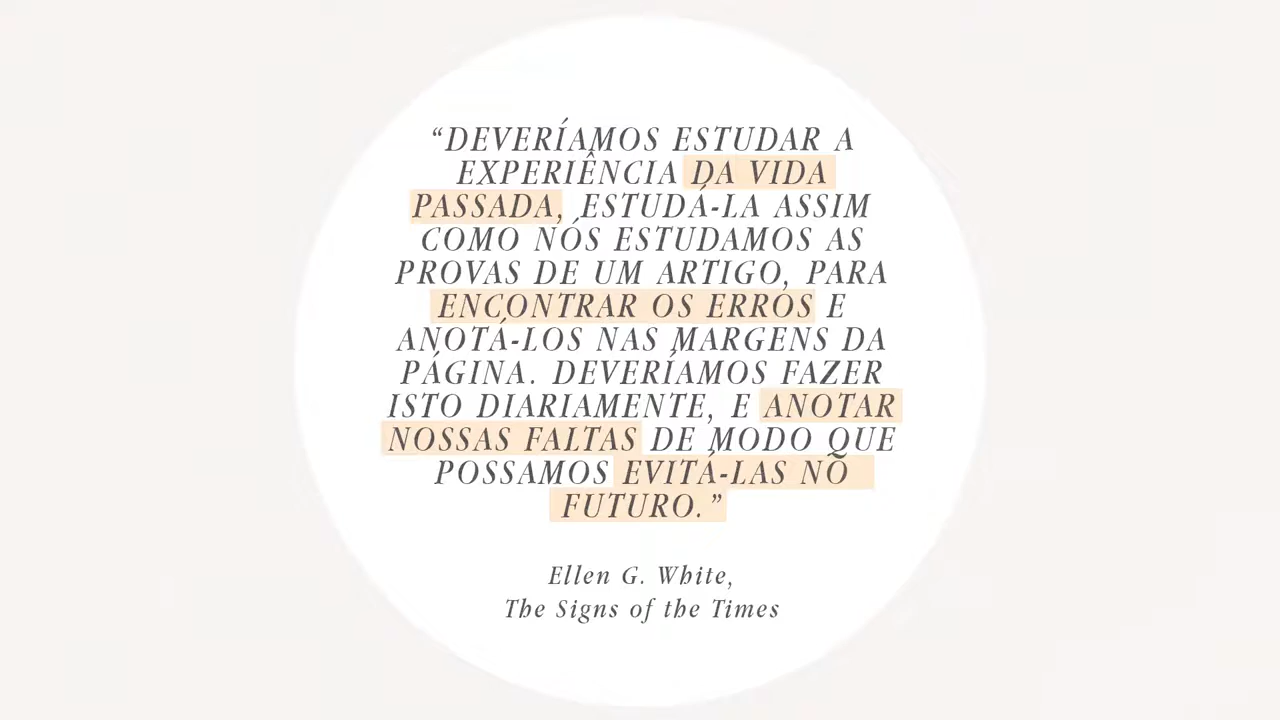 “DEVERÍAMOS ESTUDAR A
EXPERIÊNCIA DA VIDA
PASSADA, ESTUDÁ-LA ASSIM
COMO NÓS ESTUDAMOS AS
PROVAS DE UM ARTIGO, PARA
ENCONTRAR OS ERROS E
ANOTÁ-LOS NAS MARGENS DA
PÁGINA. DEVERÍAMOS FAZER
ISTO DIARIAMENTE, E ANOTAR
NOSSAS FALTAS DE MODO QUE
POSSAMOS EVITÁ-LAS NO
FUTURO.”
Ellen G. White,
The Signs of the Times